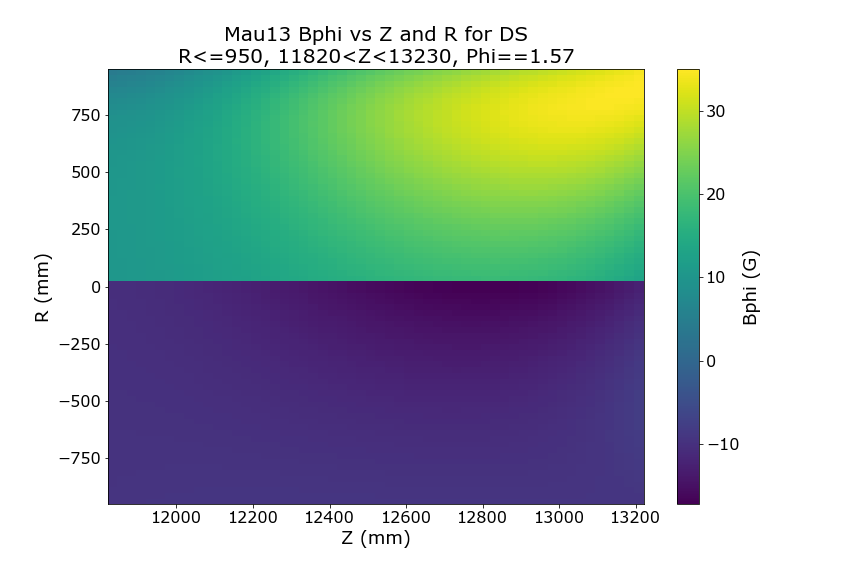 Mau13 Bphi vs Z and R for DS
R<=950, 11820<Z<13230, Phi==1.57
750
500
250
0
−250
−500
−750
R (mm)
12000 12200 12400 12600 12800 13000 13200
Z (mm)
30
20
10
0
−10
Bphi (G)